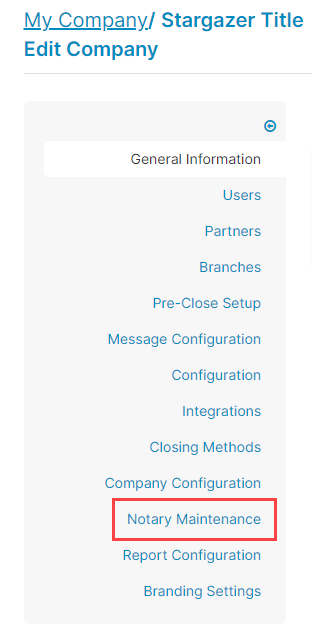 My Company/ Stargazer Title
Edit Company
General Information
Users
Partners
Branches
Pre-Close Setup
Message Configuration
Configuration
Integrations
Closing Methods
Company Configuration
Notary Maintenance
Report Configuration
Branding Settings